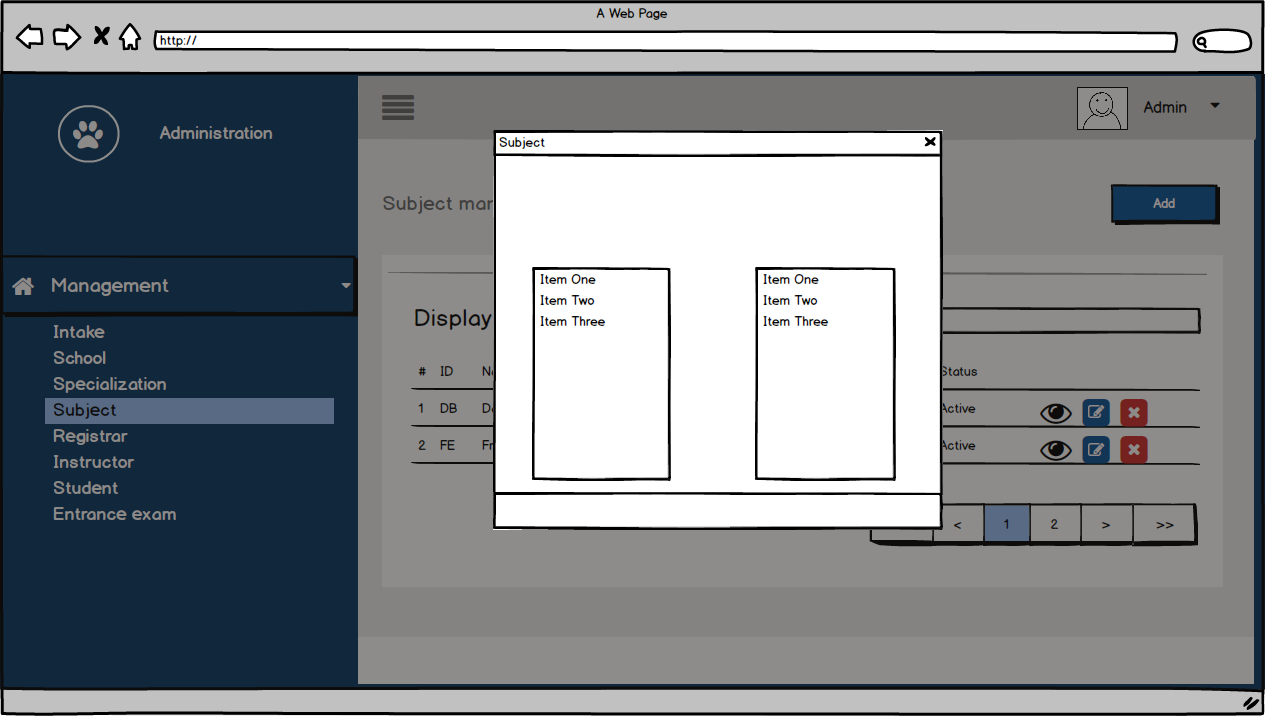 A Web Page
http://
Administration
Admin
Subject
Subject
Add
Management
Item One
Item Two
Item Three
Item One
Item Two
Item Three
Display
Intake
School
Specialization
Subject
Registrar
Instructor
Student
Entrance exam
# ID Status
1 DB Active
2 FE Active
< 1 2 > >>